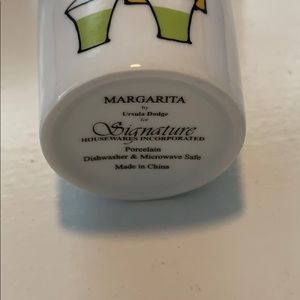 MARGARITA
by
Ursula Dodge
for
Signature
HOUSEWARES INCORPORATED
Porcelain
Dishwasher & Microwave Safe
Made in China